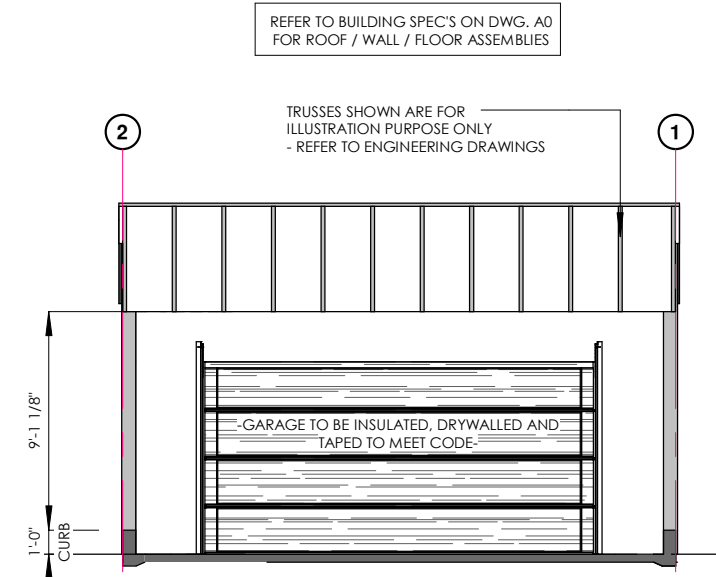 REFER TO BUILDING SPEC'S ON DWG. A0
FOR ROOF / WALL / FLOOR ASSEMBLIES
TRUSSES SHOWN ARE FOR
ILLUSTRATION PURPOSE ONLY
- REFER TO ENGINEERING DRAWINGS
2
1
-GARAGE TO BE INSULATED, DRYWALLED AND
TAPED TO MEET CODE-
9'-1 1/8"
1'-0"
CURB